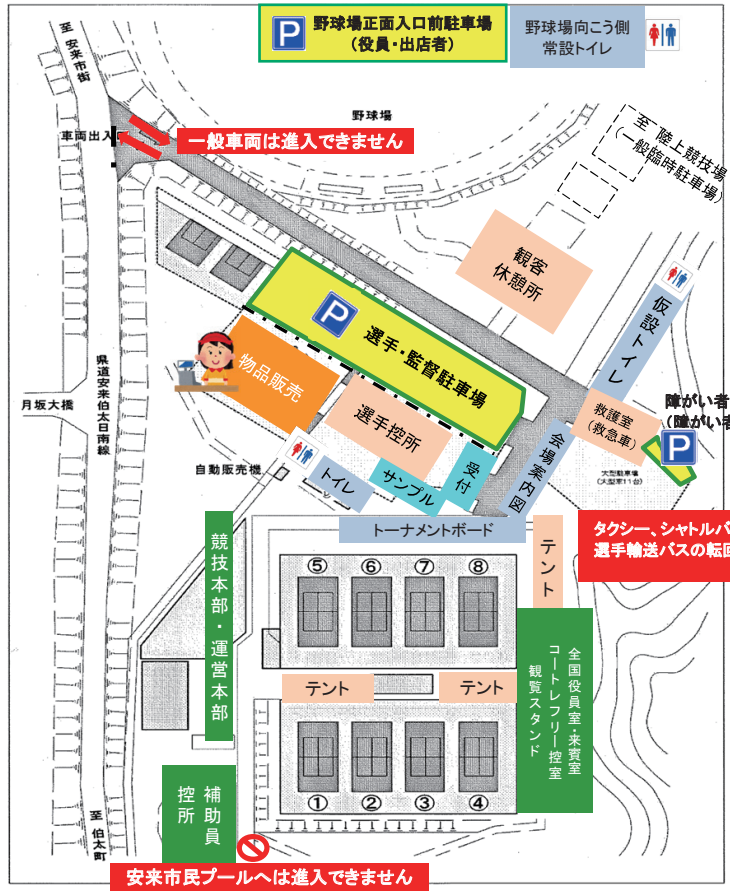 野球場正面入口前駐車場
(役員・出店者)
野球場向こう側
常設トイレ
至 安来市街
野球場
車両出入
一般車両は進入できません
至 陸上競技場
(一般臨時駐車場)
観客
休憩所
仮設トイレ
P
選手・監督駐車場
物品販売
選手控所
救護室
(救急車)
障がい者
(障がい者
P
大型駐車場
(大型車11台)
県道安来伯太日南線
月坂大橋
自動販売機
トイレ
サンプル
受付
会場案内図
トーナメントボード
テント
タクシー、シャトルバ
選手輸送バスの転回
競技本部・運営本部
⑤ ⑥ ⑦ ⑧
テント
テント
全国役員室・来賓室
コートレフリー控室
観覧スタンド
① ② ③ ④
補助員
控所
至 伯太町
安来市民プールへは進入できません
P